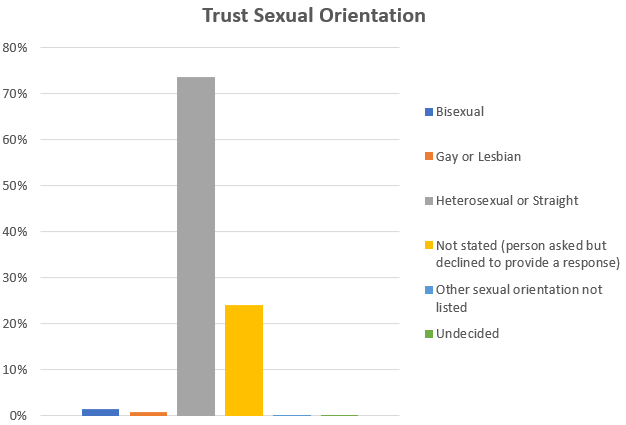 Trust Sexual Orientation
80%
70%
60%
50%
40%
30%
20%
10%
0%
Bisexual
Gay or Lesbian
Heterosexual or Straight
Not stated (person asked but
declined to provide a response)
Other sexual orientation not
listed
Undecided